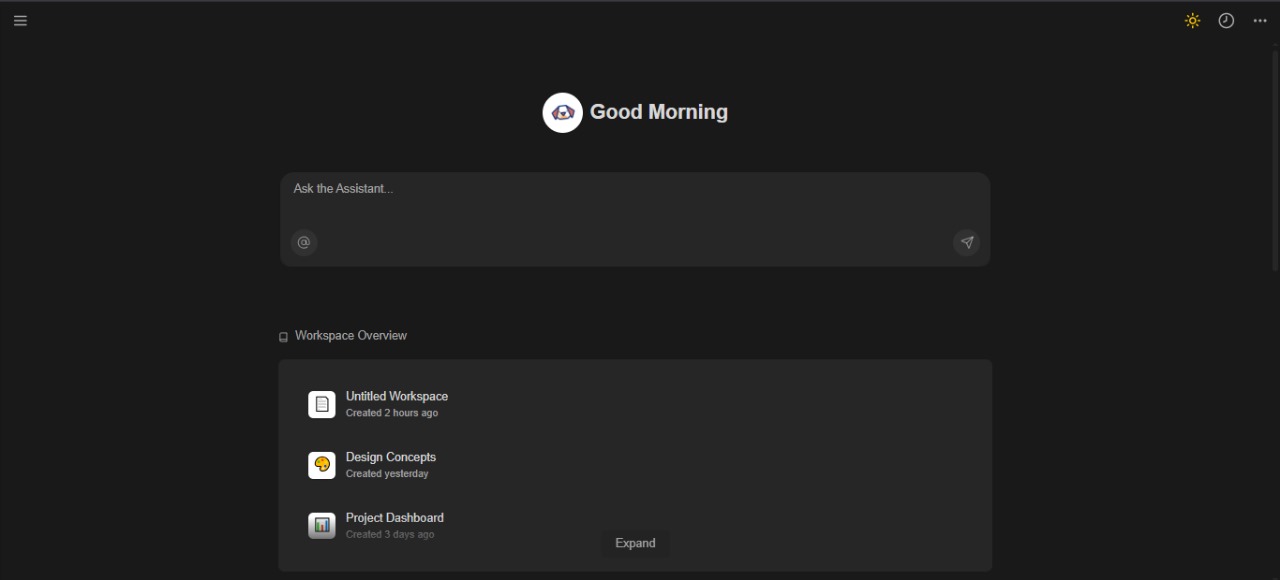 Good Morning
Ask the Assistant...
Workspace Overview
Untitled Workspace
Created 2 hours ago
Design Concepts
Created yesterday
Project Dashboard
Created 3 days ago
Expand